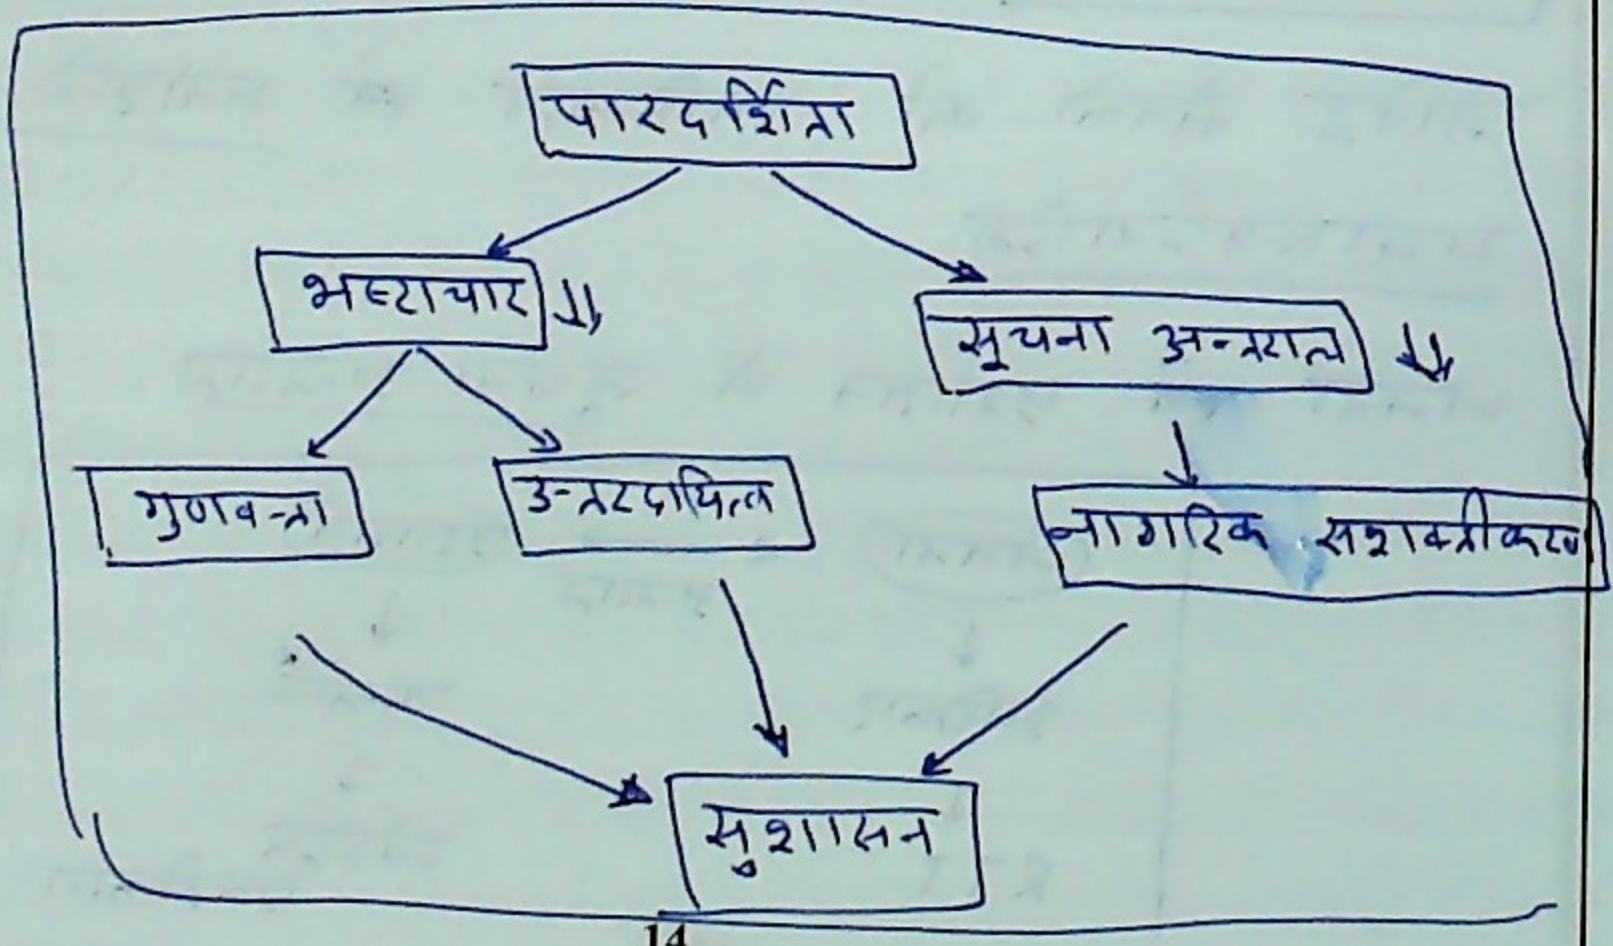 पारदर्शिता
भ्रष्टाचार ↓↓
सूचना अन्तराल ↓↓
गुणवत्ता
उत्तरदायित्व
नागरिक सशक्तीकरण
सुशासन
14